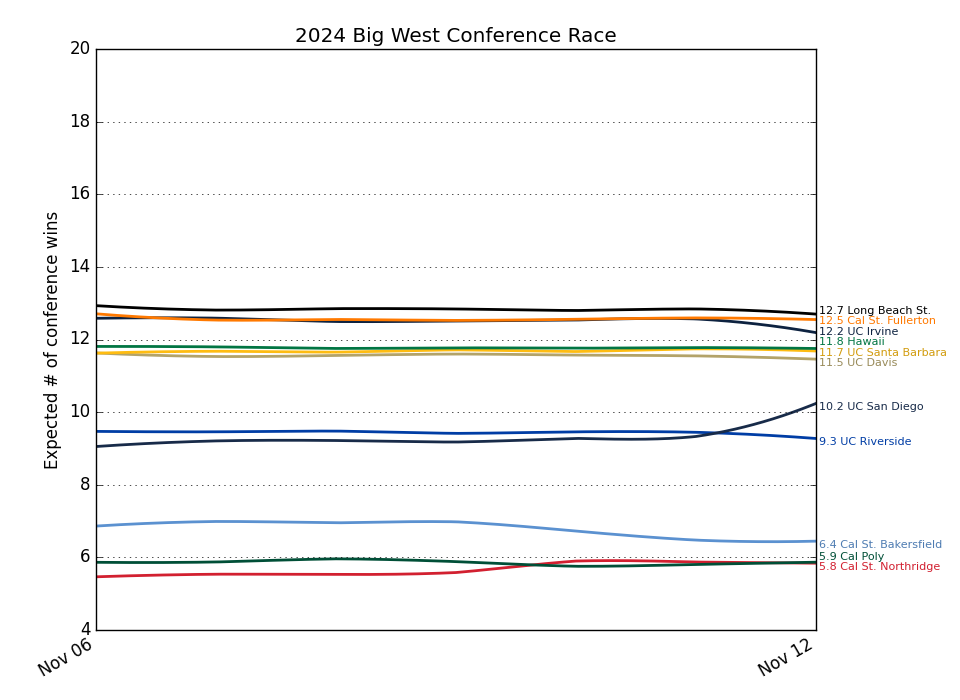 2024 Big West Conference Race
Expected # of conference wins
20
18
16
14
12
10
8
6
4
Nov 06
Nov 12
12.7 Long Beach St.
12.5 Cal St. Fullerton
12.2 UC Irvine
11.8 Hawaii
11.7 UC Santa Barbara
11.5 UC Davis
10.2 UC San Diego
9.3 UC Riverside
6.4 Cal St. Bakersfield
5.9 Cal Poly
5.8 Cal St. Northridge